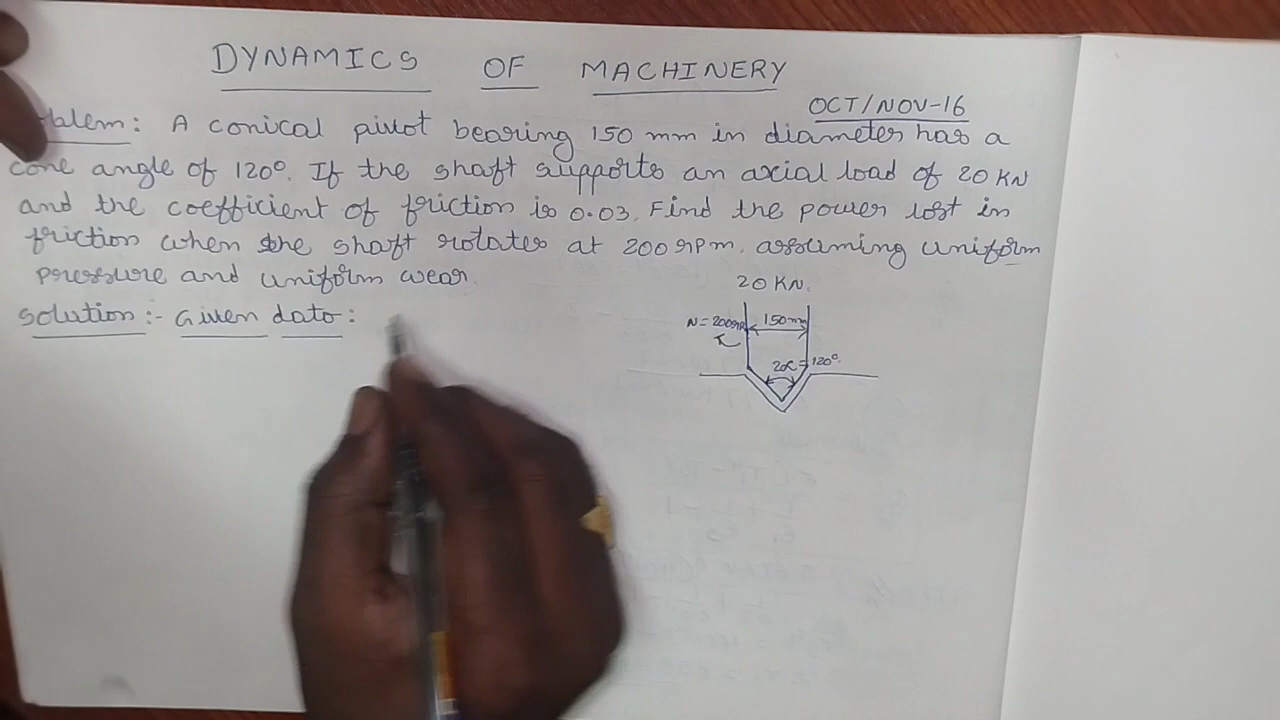 DYNAMICS OF MACHINERY
OCT/NOV-16
blem: A conical pivot bearing 150 mm in diameter has a
cone angle of 120°. If the shaft supports an axial load of 20 KN
and the coefficient of friction is 0.03. Find the power lost in
friction when the shaft rotates at 200 rpm. assuming uniform
pressure and uniform wear.
20 KN.
Solution:- Given data:
N=200rp
150mm
2α=120°.